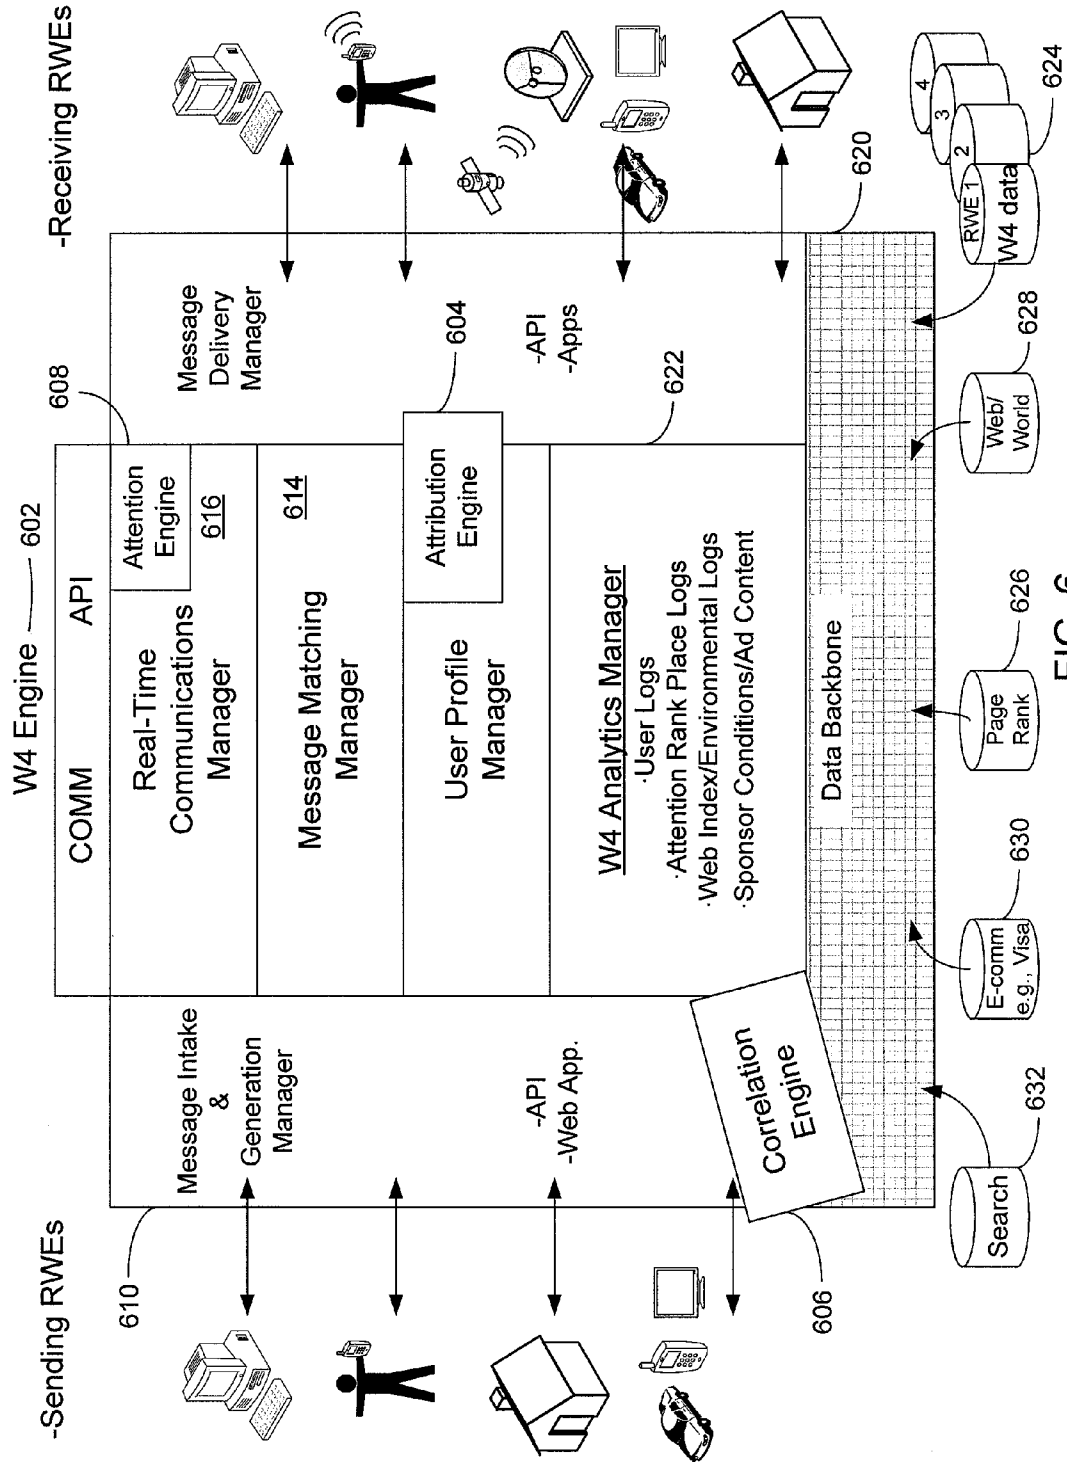 W4 Engine 602
-Sending RWEs
-Receiving RWEs
COMM API
610
Message Intake
&
Generation
Manager
-API
-Web App.
Real-Time
Communications
Manager
616
Attention
Engine
608
Message Matching
Manager
614
User Profile
Manager
Attribution
Engine
604
W4 Analytics Manager
·User Logs
·Attention Rank Place Logs
·Web Index/Environmental Logs
·Sponsor Conditions/Ad Content
622
Message
Delivery
Manager
-API
-Apps
620
Correlation
Engine
606
Data Backbone
Search
632
E-comm
e.g., Visa
630
Page
Rank
626
Web/
World
628
RWE 1
W4 data
2
3
4
624
FIG. 6